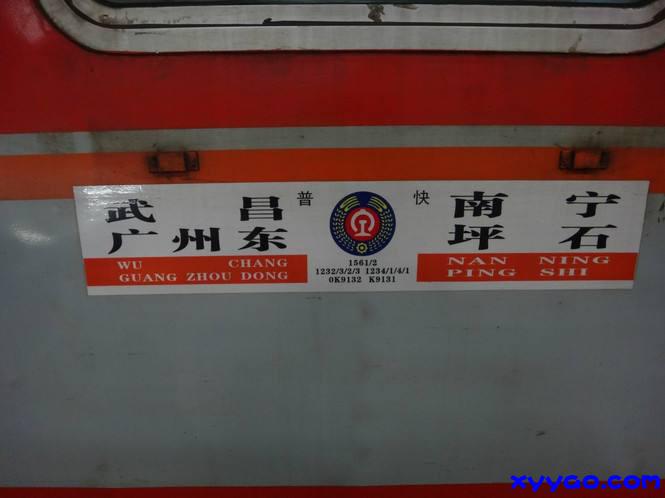 武昌 普快 南宁
广州东 坪石
WU CHANG NAN NING
GUANG ZHOU DONG PING SHI
1561/2
1232/3/2/3 1234/1/4/1
0K9132 K9131
xyygo.com